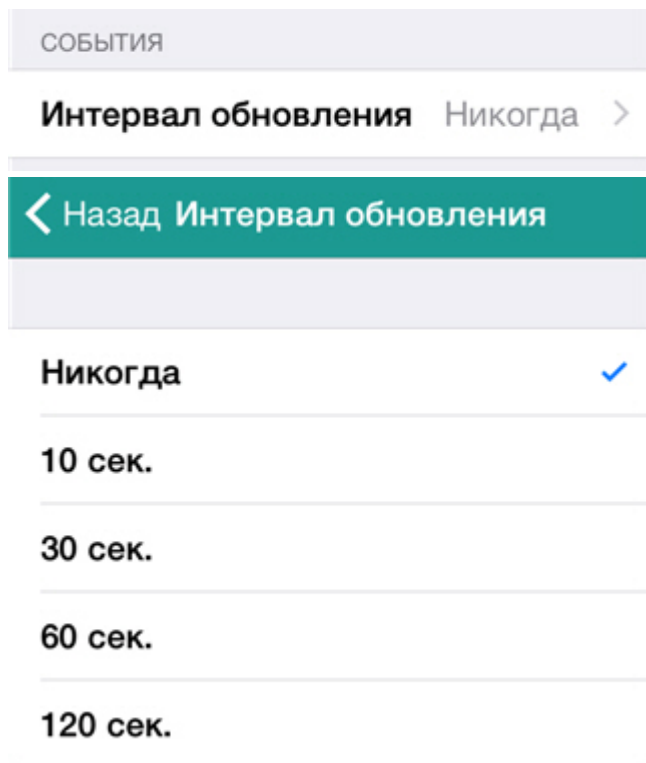 СОБЫТИЯ
Интервал обновления Никогда
Назад Интервал обновления
Никогда
10 сек.
30 сек.
60 сек.
120 сек.